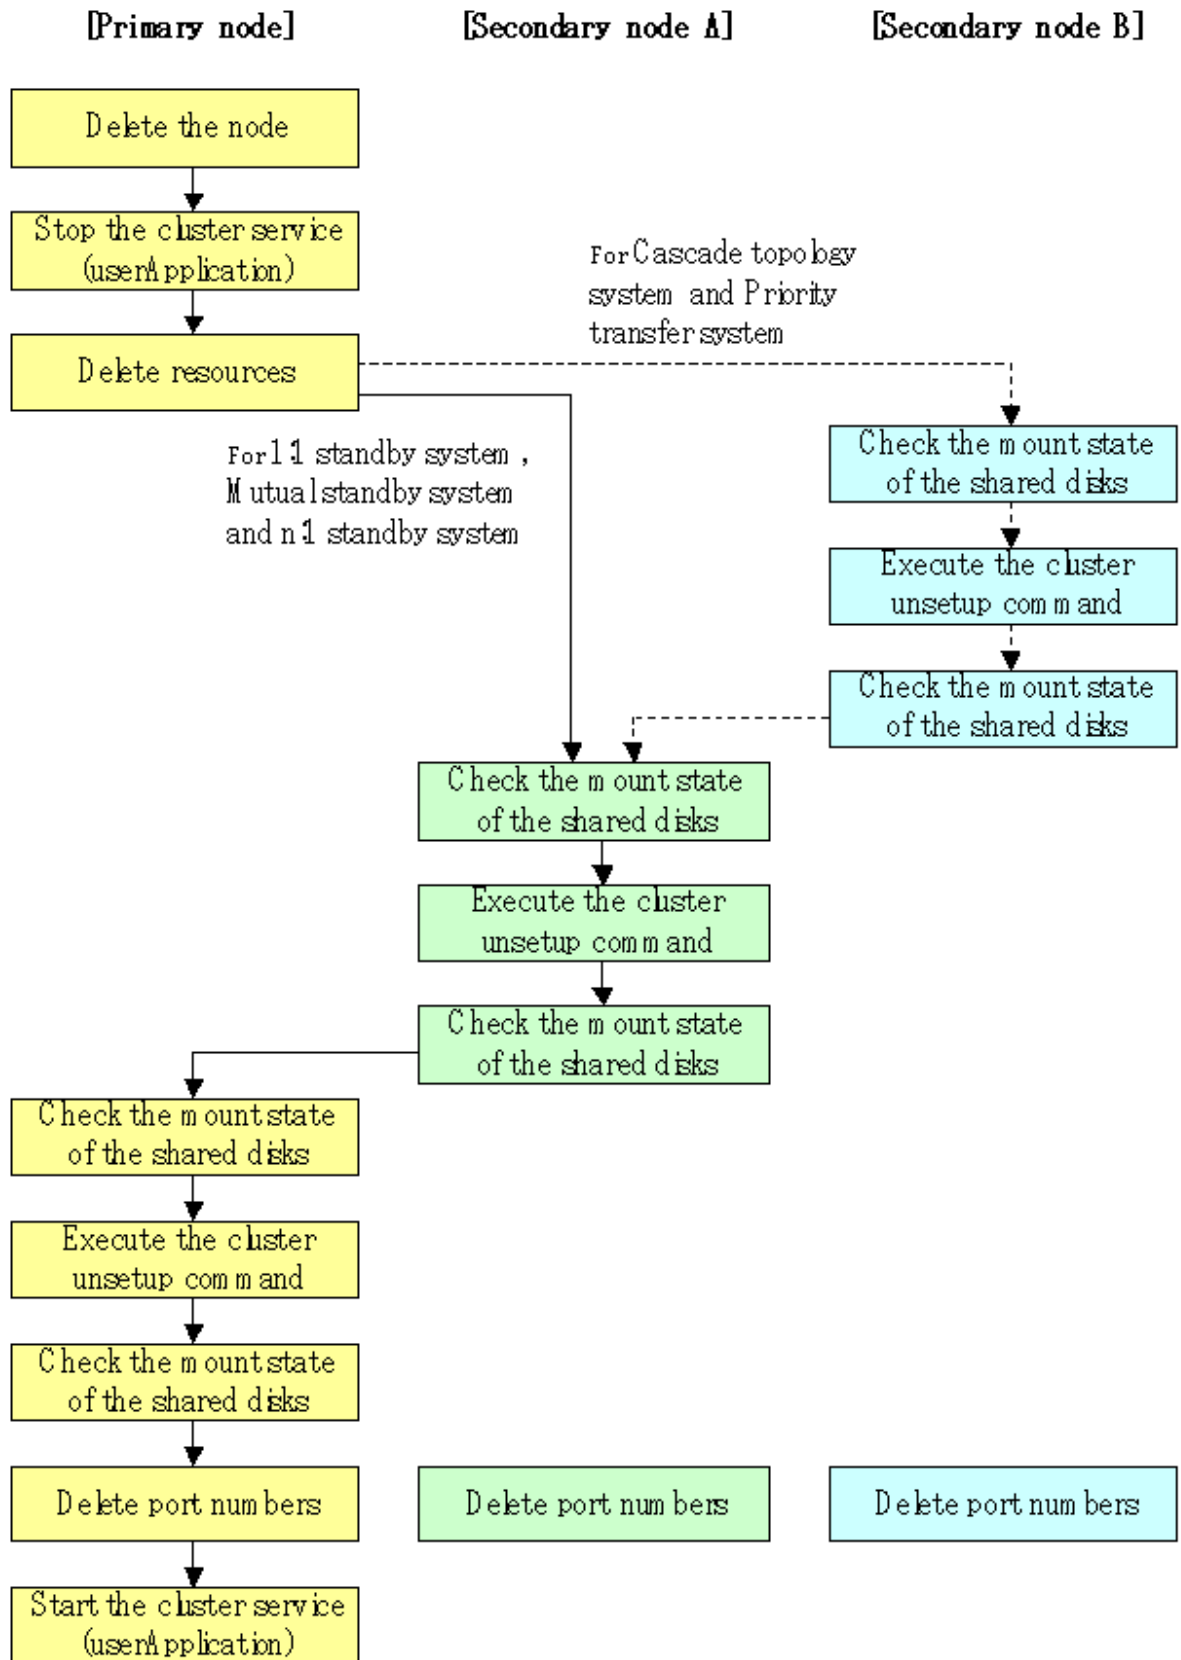 [Primary node]
[Secondary node A]
[Secondary node B]
Delete the node
Stop the cluster service
(userApplication)
For Cascade topology
system and Priority
transfer system
Delete resources
For 1:1 standby system ,
Mutual standby system
and n:1 standby system
Check the mount state
of the shared disks
Execute the cluster
unsetup command
Check the mount state
of the shared disks
Check the mount state
of the shared disks
Execute the cluster
unsetup command
Check the mount state
of the shared disks
Check the mount state
of the shared disks
Execute the cluster
unsetup command
Check the mount state
of the shared disks
Delete port numbers
Delete port numbers
Delete port numbers
Start the cluster service
(userApplication)